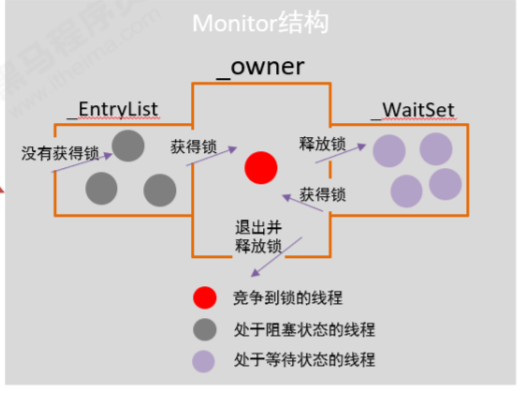 Monitor结构
_owner
_EntryList
_WaitSet
没有获得锁
获得锁
释放锁
获得锁
退出并
释放锁
竞争到锁的线程
处于阻塞状态的线程
处于等待状态的线程